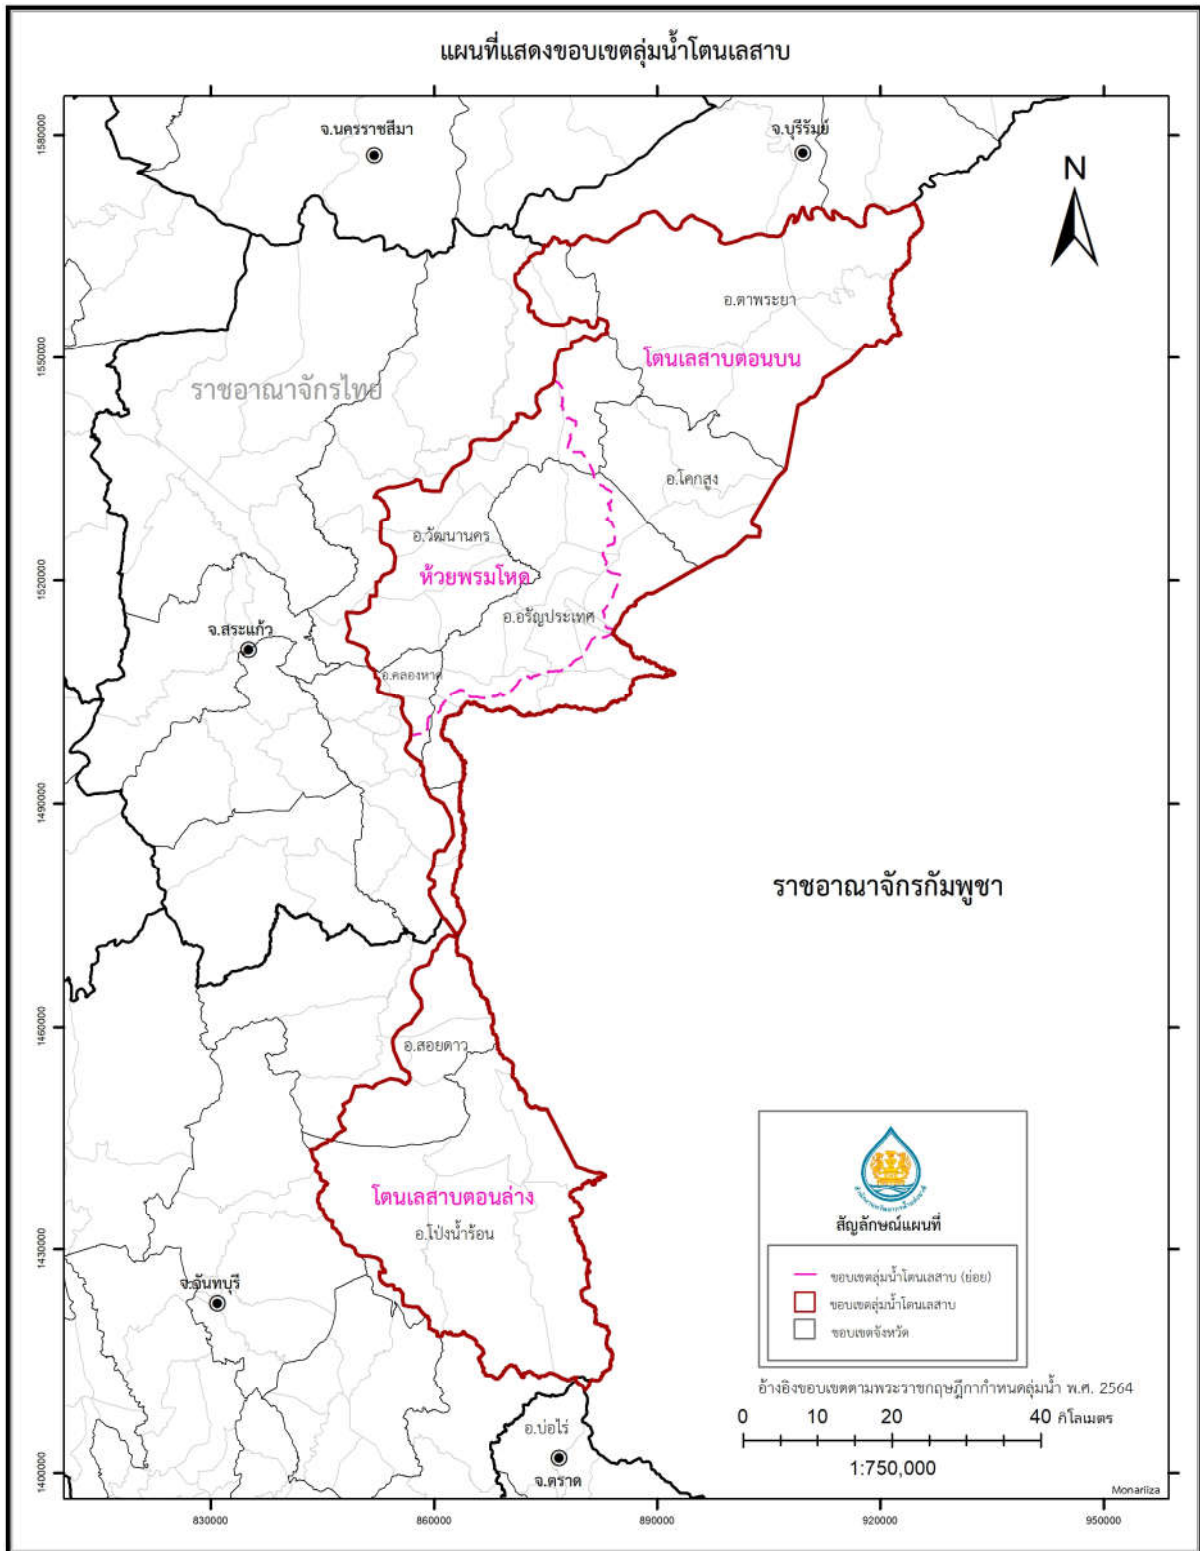 แผนที่แสดงขอบเขตลุ่มน้ำโตนเลสาบ
จ.นครราชสีมา
จ.บุรีรัมย์
N
1580000
อ.ตาพระยา
โตนเลสาบตอนบน
1550000
ราชอาณาจักรไทย
อ.โคกสูง
อ.วัฒนานคร
ห้วยพรมโหด
1520000
อ.อรัญประเทศ
จ.สระแก้ว
อ.คลองหาด
1490000
ราชอาณาจักรกัมพูชา
1460000
อ.สอยดาว
โตนเลสาบตอนล่าง
อ.โป่งน้ำร้อน
1430000
จ.จันทบุรี
สัญลักษณ์แผนที่
ขอบเขตลุ่มน้ำโตนเลสาบ (ย่อย)
ขอบเขตลุ่มน้ำโตนเลสาบ
ขอบเขตจังหวัด
อ้างอิงขอบเขตตามพระราชกฤษฎีกากำหนดลุ่มน้ำ พ.ศ. 2564
0 10 20 40 กิโลเมตร
1:750,000
อ.บ่อไร่
จ.ตราด
1400000
Monariiza
830000 860000 890000 920000 950000